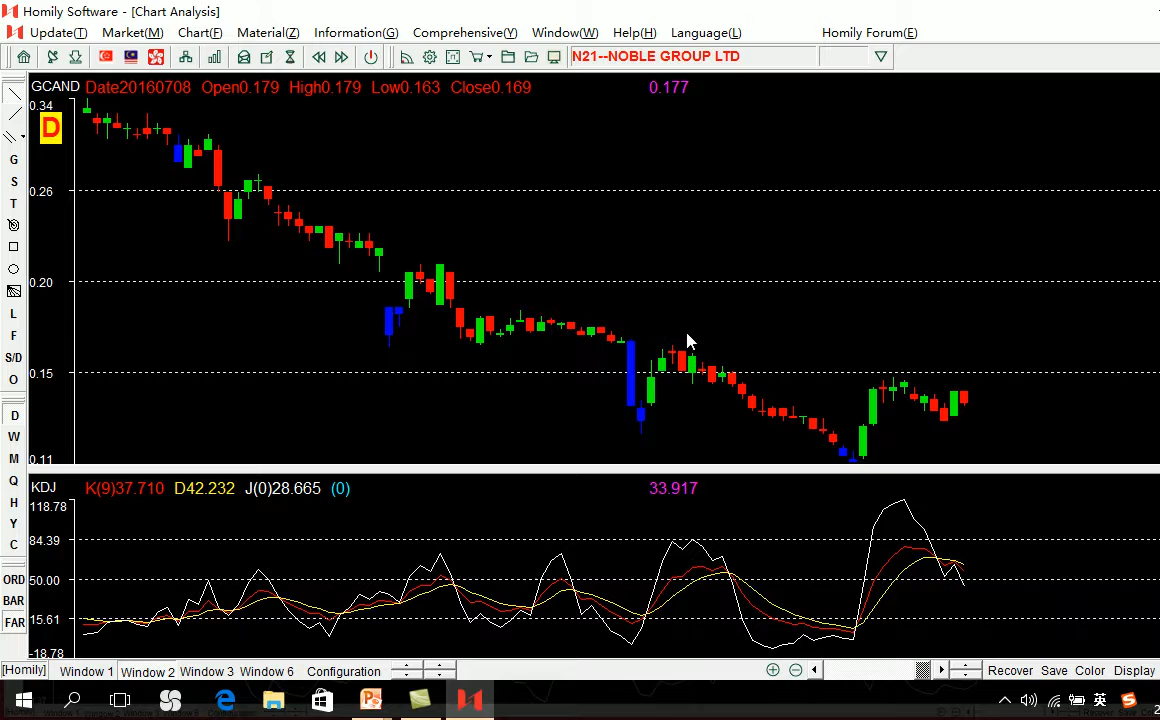 Homily Software - [Chart Analysis]
Update(T) Market(M) Chart(F) Material(Z) Information(G) Comprehensive(Y) Window(W) Help(H) Language(L) Homily Forum(E)
N21--NOBLE GROUP LTD
GCAND Date20160708 Open0.179 High0.179 Low0.163 Close0.169 0.177
0.34
D
0.26
0.20
0.15
0.11
G
S
T
L
F
S/D
O
D
W
M
Q
H
Y
C
ORD
BAR
FAR
KDJ K(9)37.710 D42.232 J(0)28.665 (0) 33.917
118.78
84.39
50.00
15.61
-18.78
[Homily] Window 1 Window 2 Window 3 Window 6 Configuration Recover Save Color Display
英